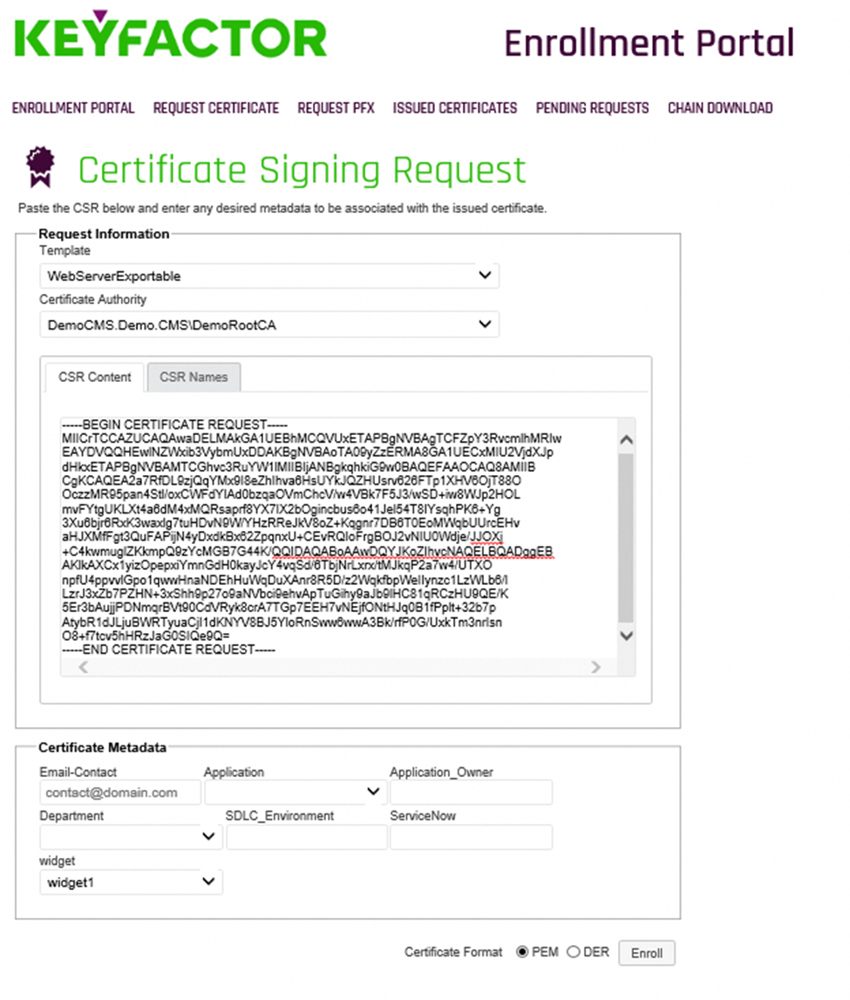 KEYFACTOR
Enrollment Portal
ENROLLMENT PORTAL REQUEST CERTIFICATE REQUEST PFX ISSUED CERTIFICATES PENDING REQUESTS CHAIN DOWNLOAD
Certificate Signing Request
Paste the CSR below and enter any desired metadata to be associated with the issued certificate.
Request Information
Template
WebServerExportable
Certificate Authority
DemoCMS.Demo.CMS\DemoRootCA
CSR Content CSR Names
-----BEGIN CERTIFICATE REQUEST-----
MIICrTCCAZUCAQAwaDELMAkGA1UEBhMCQVUxETAPBgNVBAgTCFZpY3RvcmlhMRIw
EAYDVQQHEwlNZWxib3VybmUxDDAKBgNVBAoTA09yZzERMA8GA1UECxMIU2VjdXJp
dHkxETAPBgNVBAMTCGhvc3RuYW1lMIIBIjANBgkqhkiG9w0BAQEFAAOCAQ8AMIIB
CgKCAQEA2a7RfDL9zjQqYMx9I8eZhIhva6HsUYkJQZHUsrv626FTp1XHV6OjT88O
OczzMR95pan4StI/oxCWFdYIAd0bzqaOVmChcV/w4VBk7F5J3/wSD+iw8WJp2HOL
mvFYtgUKLXt4a6dM4xMQRsaprf8YX7IX2bOgincbus6o41Jel54T8IYsqhPK6+Yg
3Xu6bjr6RxK3waxlg7tuHDvN9W/YHzRReJkV8oZ+Kqgnr7DB6T0EoMWqbUUrcEHv
aHJXMfFgt3QuFAPijN4yDxdkBx62ZpqnxU+CEvRQIoFrgBOJ2vNIU0Wdje/JJOXj
+C4kwmuglZKkmpQ9zYcMGB7G44K/QQIDAQABoAAwDQYJKoZIhvcNAQELBQADggEB
AKlkAXCx1yizOpepxiYmnGdH0kayJcY4vqSd/6TbjNrLxrx/tMJkqP2a7w4/UTXO
npfU4ppvvlGpo1qwwHnaNDEhHuWqDuXAnr8R5D/z2WqkfbpWeIIynzc1LzWLb6/l
LzrJ3xZb7PZHN+3xShh9p27o9aNVbci9ehvApTuGihy9aJb9lHC81qRCzHU9QE/K
5Er3bAujjPDNmqrBVt90CdVRyk8crA7TGp7EEH7vNEjfONtHJq0B1fPplt+32b7p
AtybR1dJLjuBWRTyuaCjI1dKNYV8BJ5YloRnSww6wwA3Bk/rfP0G/UxkTm3nrIsn
O8+f7tcv5hHRzJaG0SIQe9Q=
-----END CERTIFICATE REQUEST-----
Certificate Metadata
Email-Contact Application Application_Owner
contact@domain.com
Department SDLC_Environment ServiceNow
widget
widget1
Certificate Format PEM DER Enroll